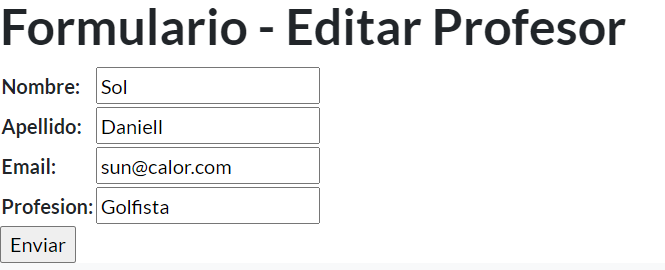 Formulario - Editar Profesor
Nombre: Sol
Apellido: Daniell
Email: sun@calor.com
Profesion: Golfista
Enviar